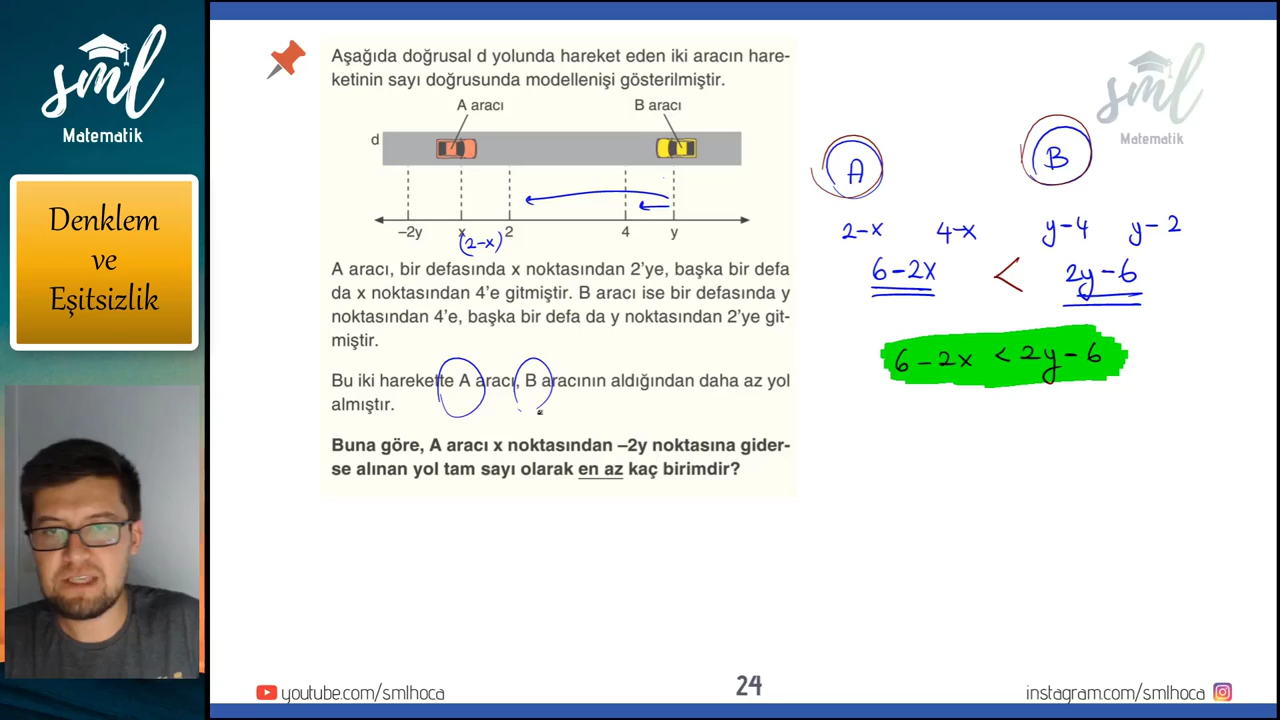 sml
Matematik
Denklem
ve
Eşitsizlik
Aşağıda doğrusal d yolunda hareket eden iki aracın hare-
ketinin sayı doğrusunda modellenişi gösterilmiştir.
A aracı B aracı
d
–2y x 2 4 y
(2-x)
A aracı, bir defasında x noktasından 2'ye, başka bir defa
da x noktasından 4'e gitmiştir. B aracı ise bir defasında y
noktasından 4'e, başka bir defa da y noktasından 2'ye git-
miştir.
Bu iki harekette A aracı, B aracının aldığından daha az yol
almıştır.
Buna göre, A aracı x noktasından –2y noktasına gider-
se alınan yol tam sayı olarak en az kaç birimdir?
sml
Matematik
A B
2-x 4-x y-4 y-2
6-2x < 2y-6
6-2x < 2y-6
youtube.com/smlhoca
24
instagram.com/smlhoca